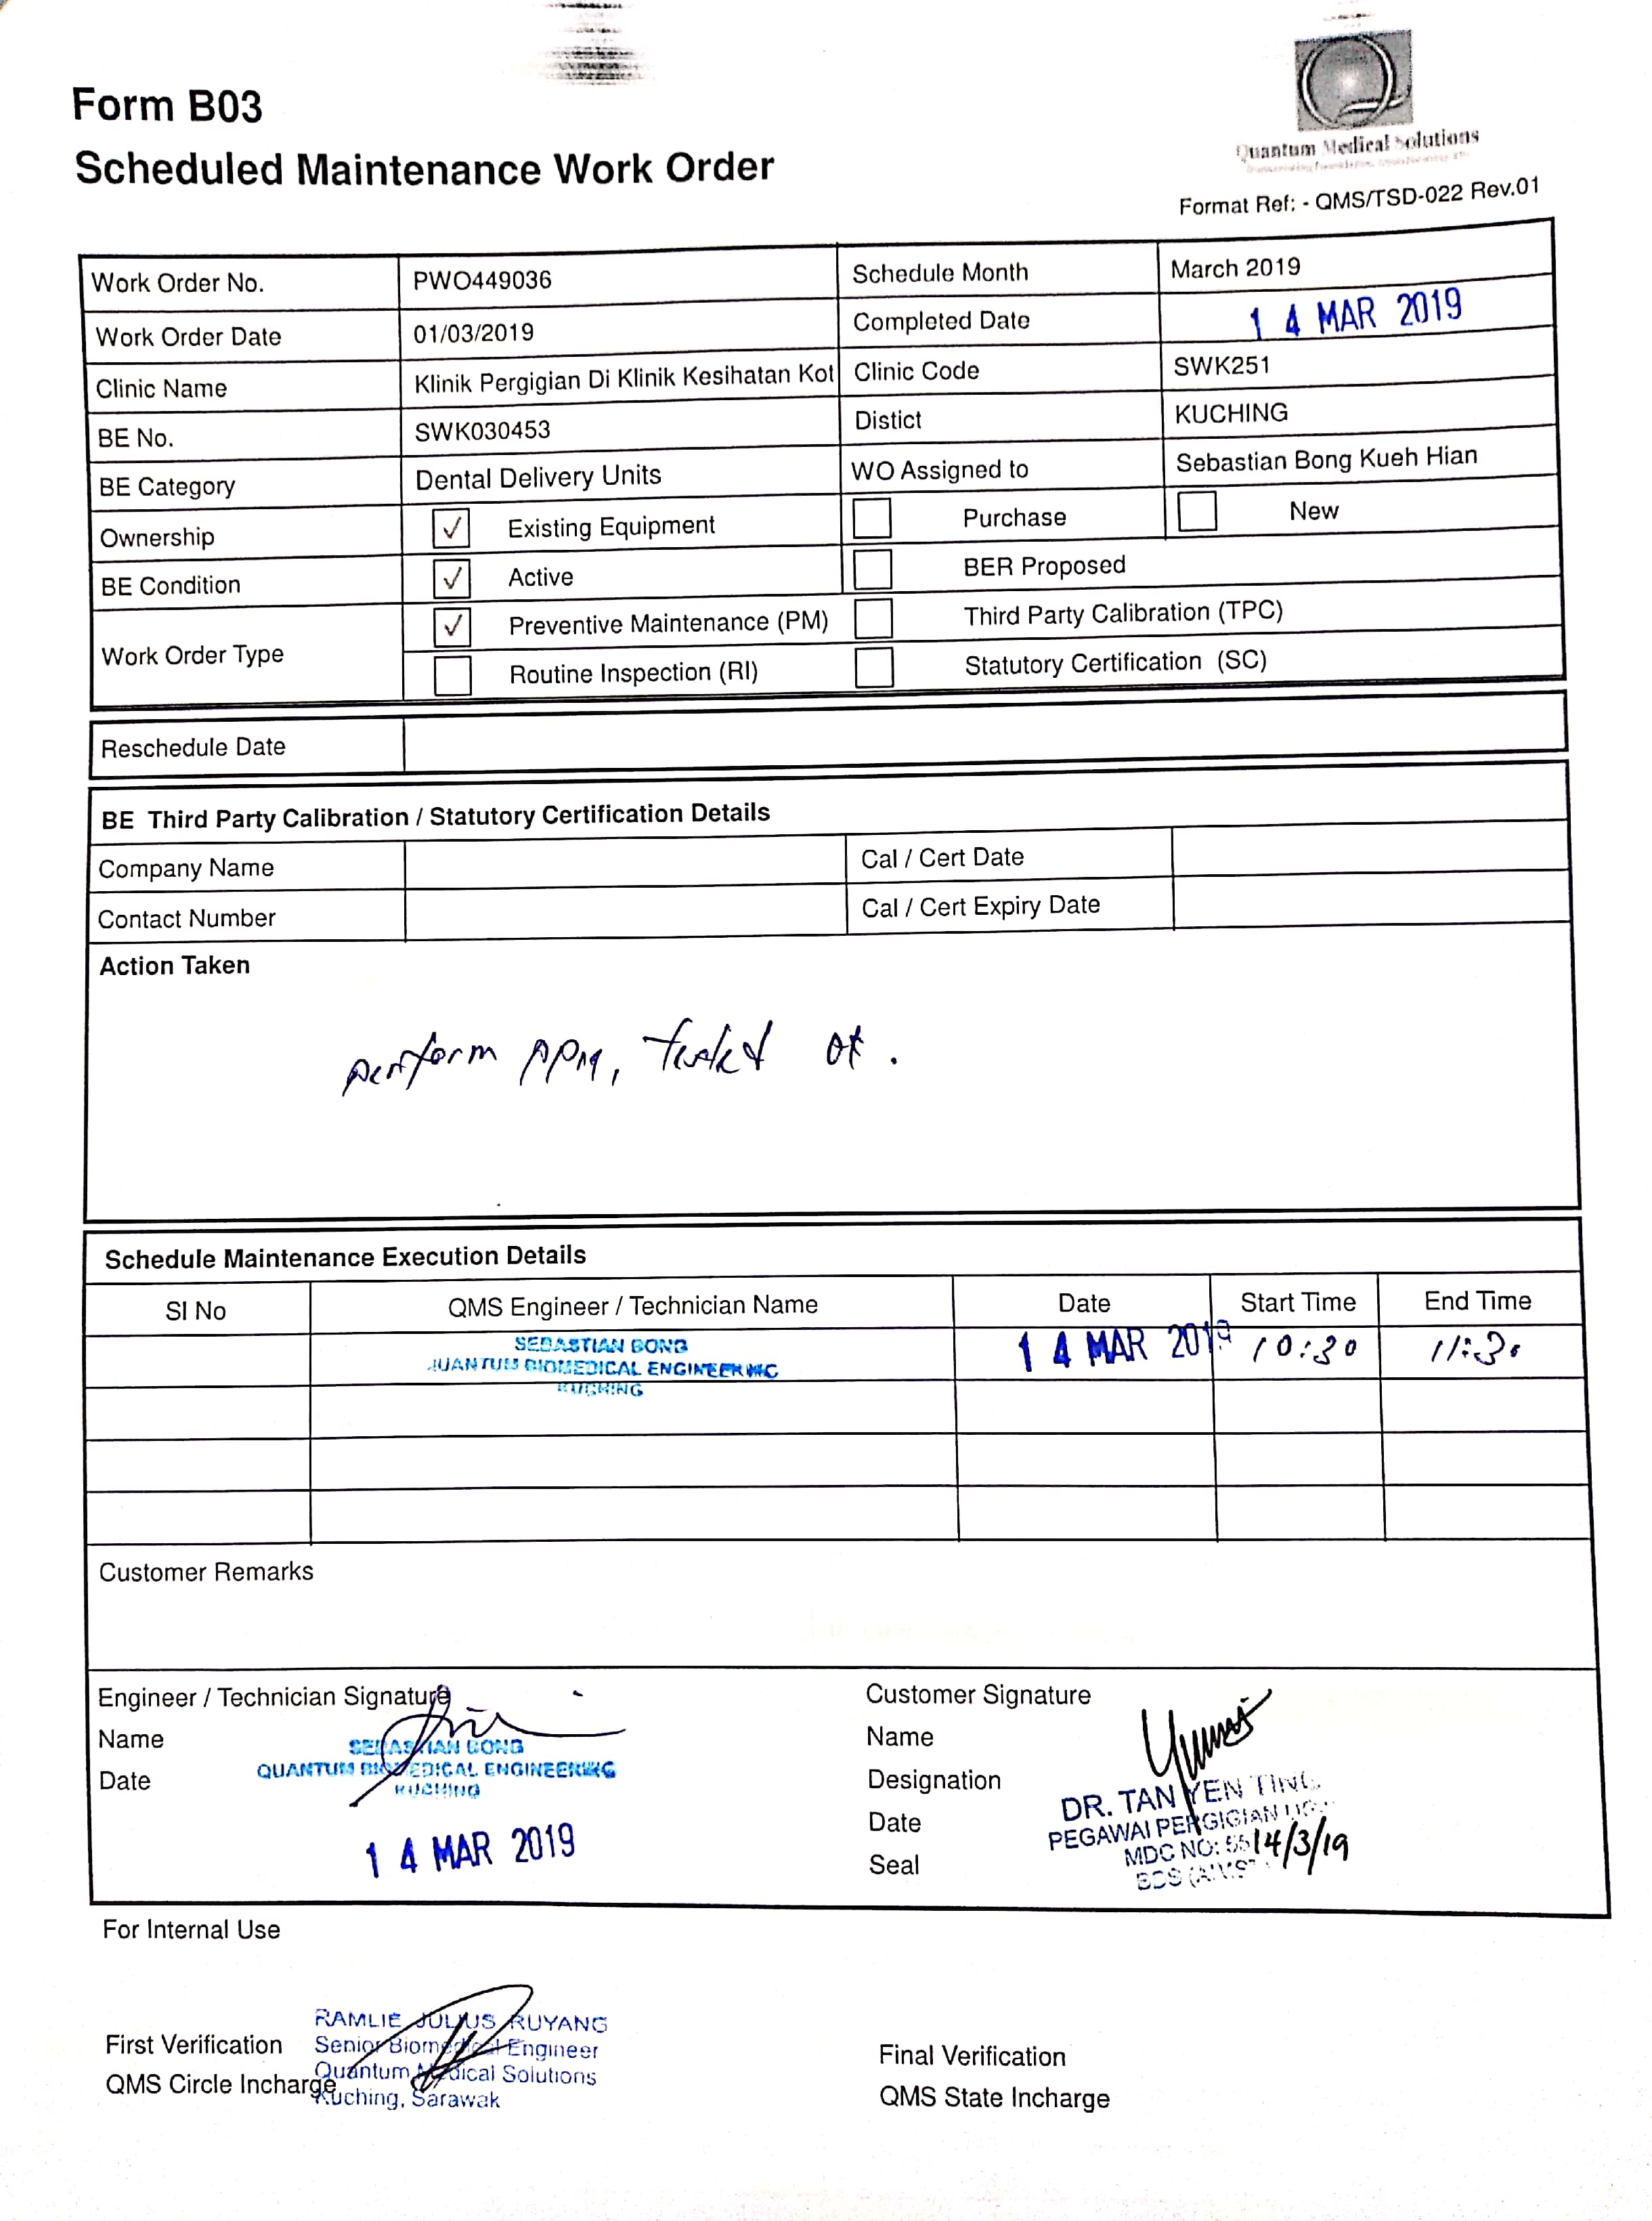 Form B03
Scheduled Maintenance Work Order
Quantum Medical Solutions
Format Ref: - QMS/TSD-022 Rev.01
Work Order No. PWO449036 Schedule Month March 2019
Work Order Date 01/03/2019 Completed Date 14 MAR 2019
Clinic Name Klinik Pergigian Di Klinik Kesihatan Kot Clinic Code SWK251
BE No. SWK030453 Distict KUCHING
BE Category Dental Delivery Units WO Assigned to Sebastian Bong Kueh Hian
Ownership ✓ Existing Equipment Purchase New
BE Condition ✓ Active BER Proposed
Work Order Type ✓ Preventive Maintenance (PM) Third Party Calibration (TPC)
Routine Inspection (RI) Statutory Certification (SC)
Reschedule Date
BE Third Party Calibration / Statutory Certification Details
Company Name Cal / Cert Date
Contact Number Cal / Cert Expiry Date
Action Taken
perform PPM, tested ok.
Schedule Maintenance Execution Details
SI No QMS Engineer / Technician Name Date Start Time End Time
SEBASTIAN BONG 14 MAR 2019 10:30 11:30
QUANTUM BIOMEDICAL ENGINEERING
KUCHING
Customer Remarks
Engineer / Technician Signature
Name
Date
SEBASTIAN BONG
QUANTUM BIOMEDICAL ENGINEERING
KUCHING
14 MAR 2019
Customer Signature
Name
Designation
Date
Seal
DR. TAN YEN TING
PEGAWAI PERGIGIAN
MDC NO:
14/3/19
BDS
For Internal Use
First Verification
QMS Circle Incharge
RAMLIE JULIUS RUYANG
Senior Biomedical Engineer
Quantum Medical Solutions
Kuching, Sarawak
Final Verification
QMS State Incharge